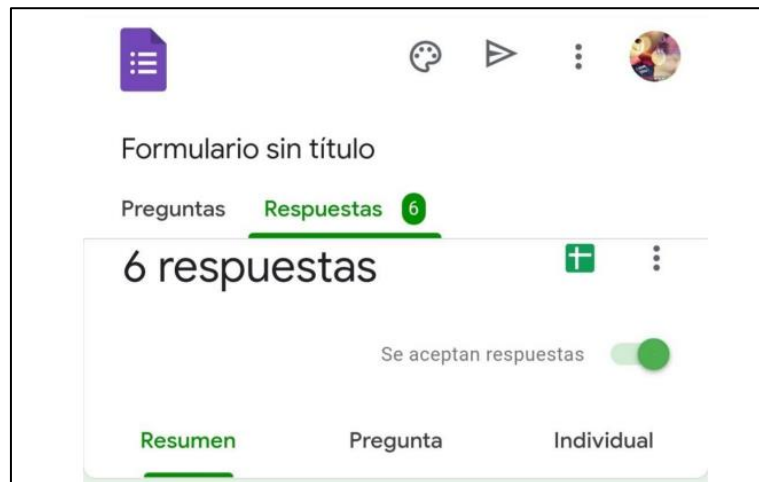 Formulario sin título
Preguntas Respuestas 6
6 respuestas
Se aceptan respuestas
Resumen Pregunta Individual